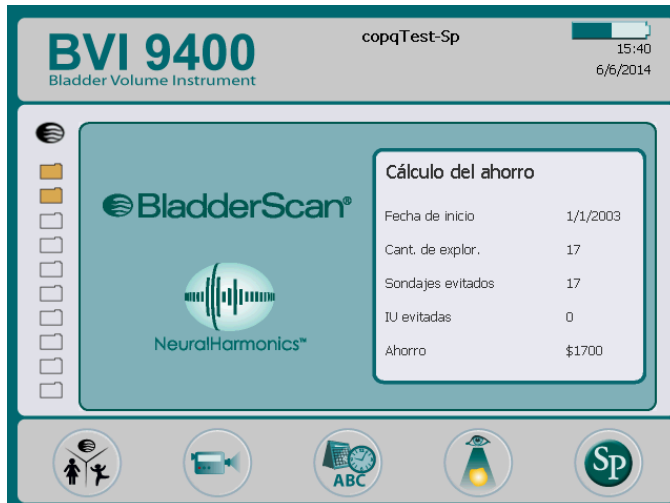 BVI 9400
Bladder Volume Instrument
copqTest-Sp
15:40
6/6/2014
BladderScan®
NeuralHarmonics™
Cálculo del ahorro
Fecha de inicio 1/1/2003
Cant. de explor. 17
Sondajes evitados 17
IU evitadas 0
Ahorro $1700
ABC
Sp